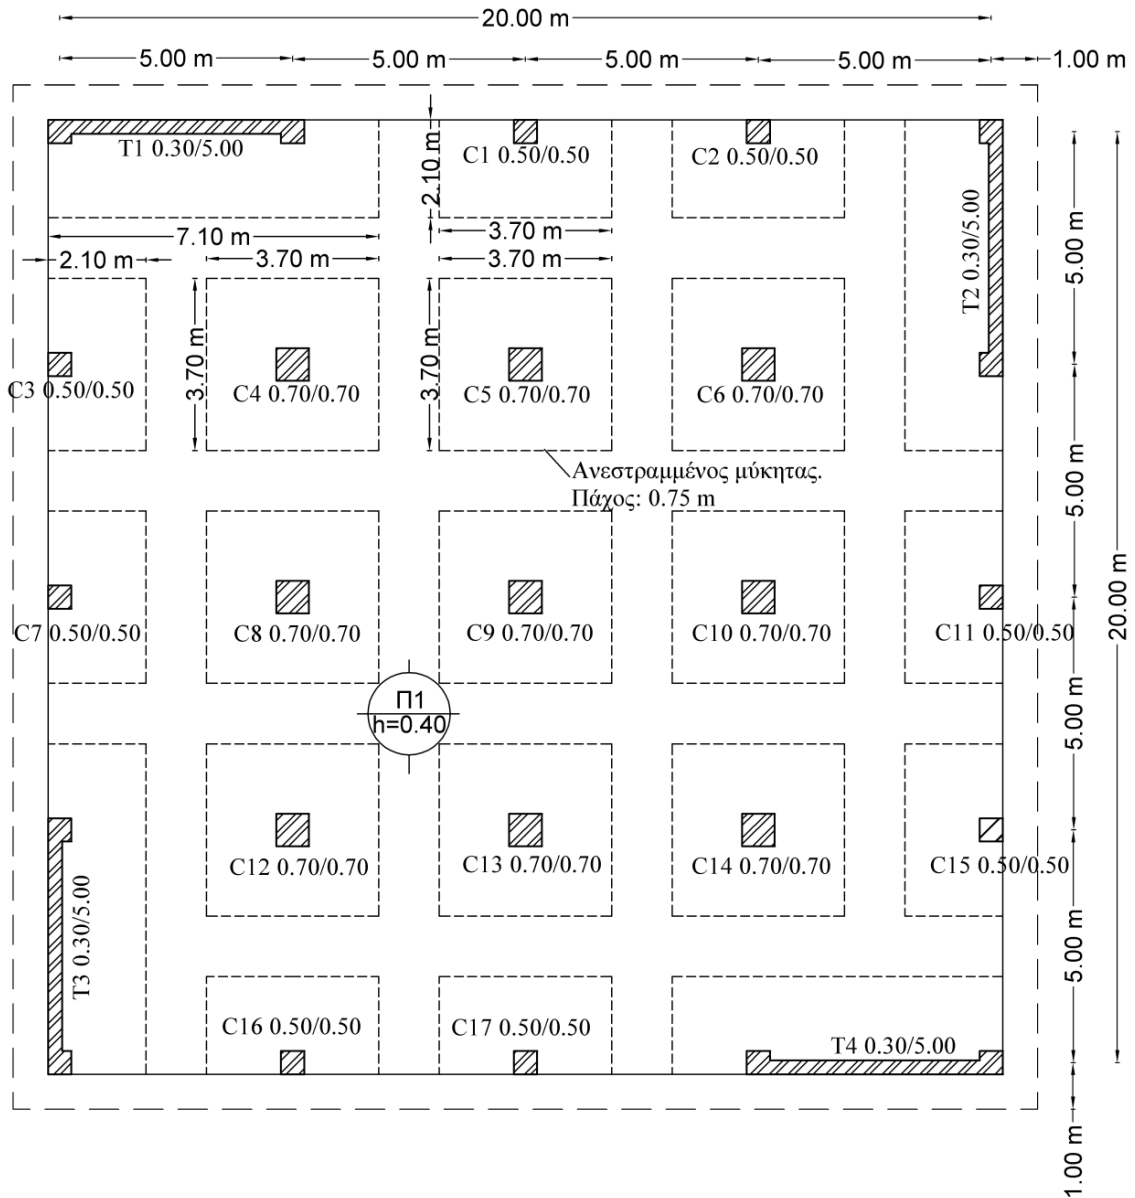 20.00 m
5.00 m 5.00 m 5.00 m 5.00 m 1.00 m
T1 0.30/5.00
C1 0.50/0.50
C2 0.50/0.50
2.10 m
5.00 m
T2 0.30/5.00
7.10 m
3.70 m
2.10 m
3.70 m
3.70 m
3.70 m
3.70 m
C3 0.50/0.50
C4 0.70/0.70
C5 0.70/0.70
C6 0.70/0.70
Ανεστραμμένος μύκητας.
Πάχος: 0.75 m
5.00 m
C7 0.50/0.50
C8 0.70/0.70
C9 0.70/0.70
C10 0.70/0.70
C11 0.50/0.50
20.00 m
Π1
h=0.40
5.00 m
C12 0.70/0.70
C13 0.70/0.70
C14 0.70/0.70
C15 0.50/0.50
T3 0.30/5.00
5.00 m
C16 0.50/0.50
C17 0.50/0.50
T4 0.30/5.00
1.00 m